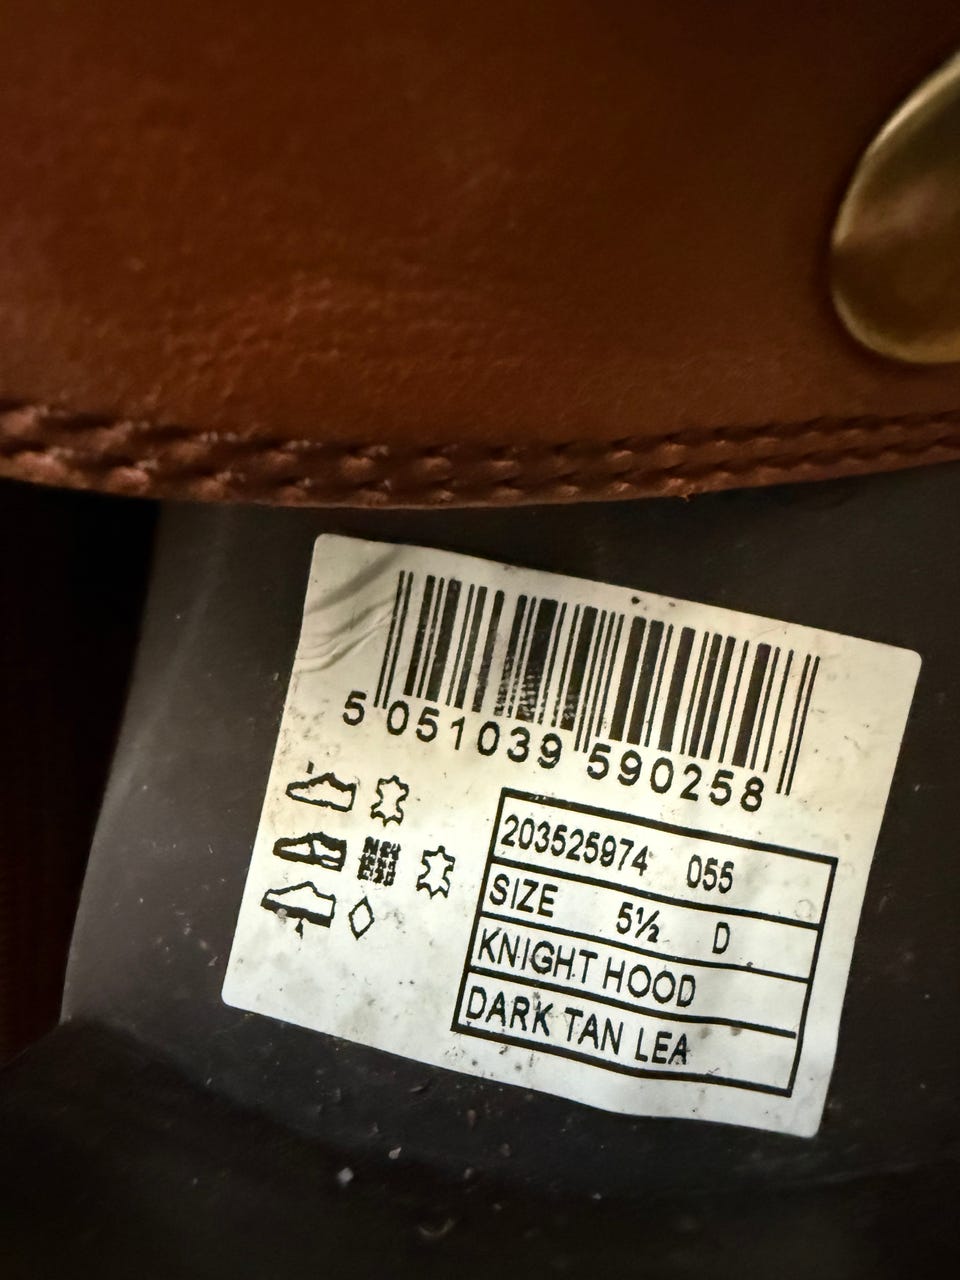 5 051039 590258
203525974 055
SIZE 5½ D
KNIGHT HOOD
DARK TAN LEA